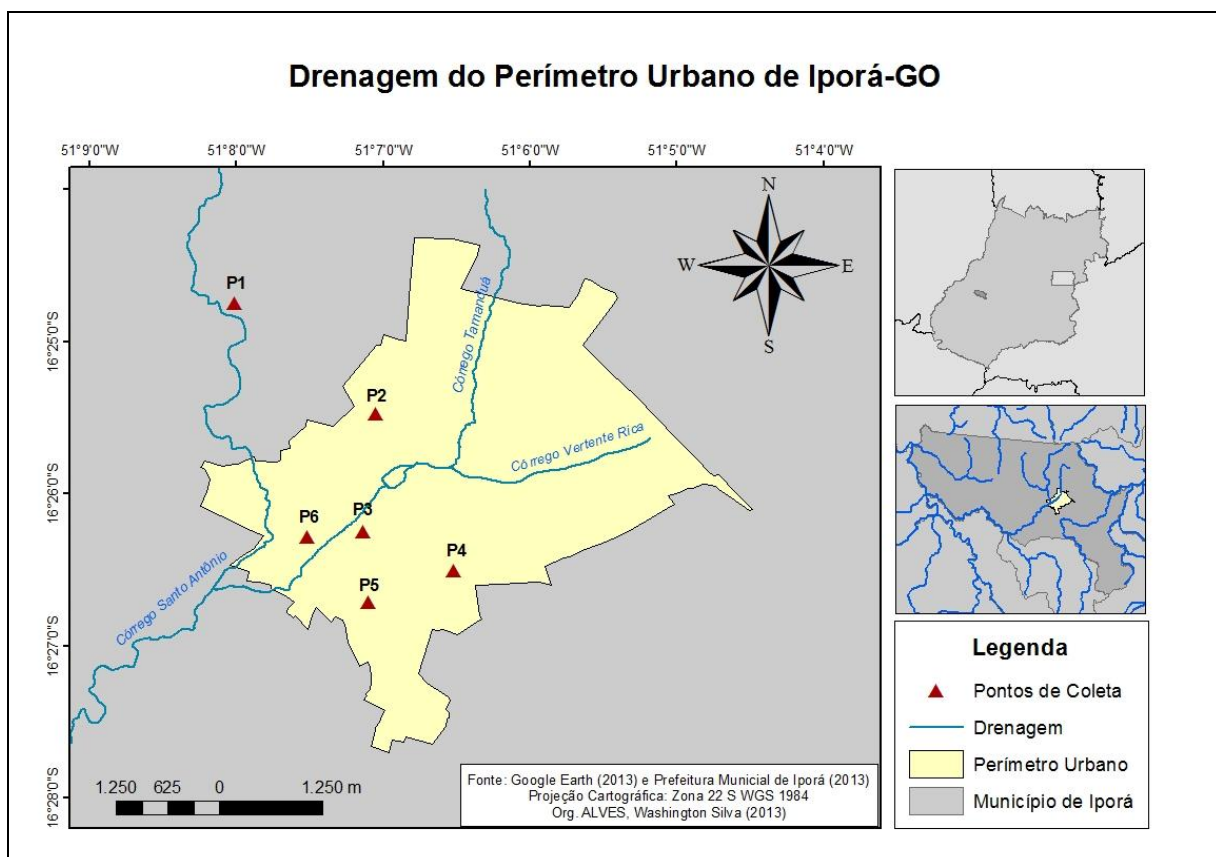 Drenagem do Perímetro Urbano de Iporá-GO
51°9'0"W 51°8'0"W 51°7'0"W 51°6'0"W 51°5'0"W 51°4'0"W
N
W E
S
16°25'0"S
16°26'0"S
16°27'0"S
16°28'0"S
P1
P2
P3
P4
P5
P6
Córrego Tamanduá
Córrego Vertente Rica
Córrego Santo Antônio
1.250 625 0 1.250 m
Fonte: Google Earth (2013) e Prefeitura Municial de Iporá (2013)
Projeção Cartográfica: Zona 22 S WGS 1984
Org. ALVES, Washington Silva (2013)
Legenda
Pontos de Coleta
Drenagem
Perímetro Urbano
Município de Iporá